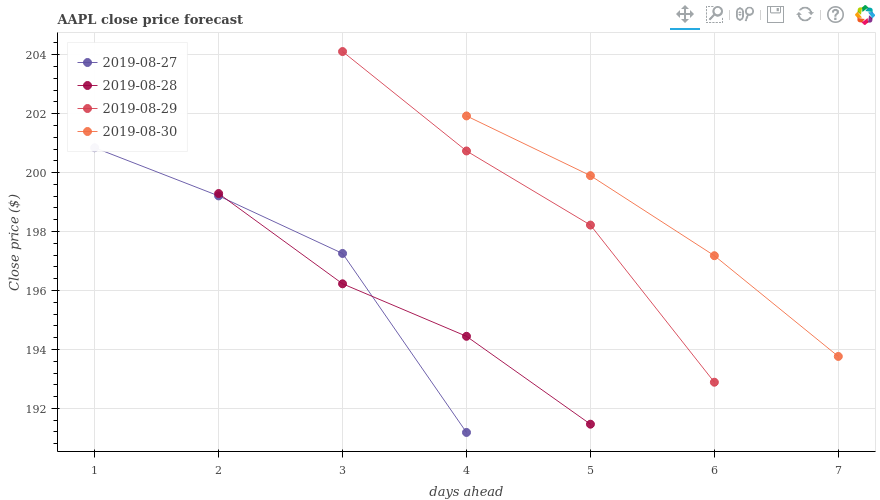 AAPL close price forecast
2019-08-27
2019-08-28
2019-08-29
2019-08-30
204
202
200
198
196
194
192
Close price ($)
1 2 3 4 5 6 7
days ahead